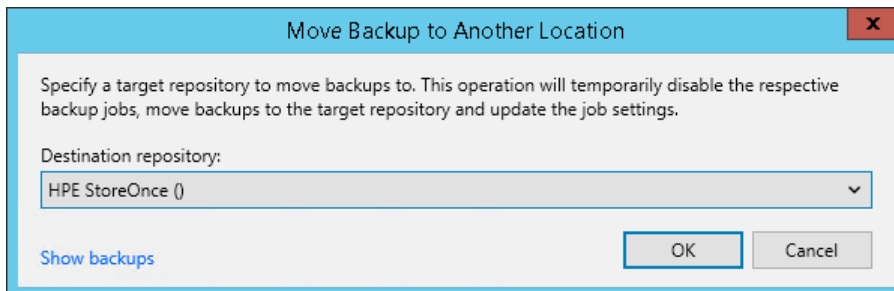 Move Backup to Another Location
X
Specify a target repository to move backups to. This operation will temporarily disable the respective
backup jobs, move backups to the target repository and update the job settings.
Destination repository:
HPE StoreOnce ()
Show backups
OK
Cancel